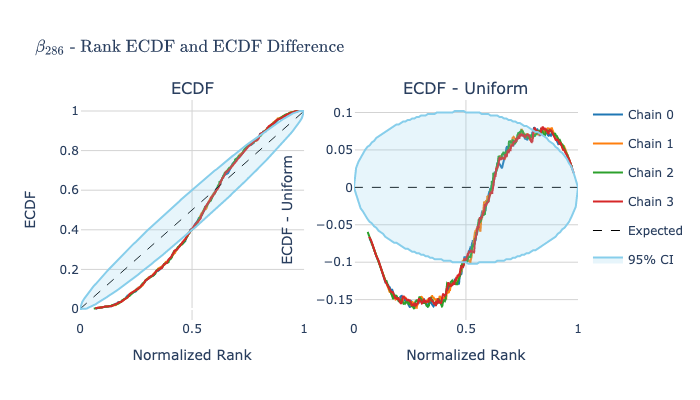 β286 - Rank ECDF and ECDF Difference
ECDF
ECDF - Uniform
ECDF
1
0.8
0.6
0.4
0.2
0
0
0.5
1
Normalized Rank
ECDF - Uniform
0.1
0.05
0
−0.05
−0.1
−0.15
0
0.5
1
Normalized Rank
Chain 0
Chain 1
Chain 2
Chain 3
Expected
95% CI